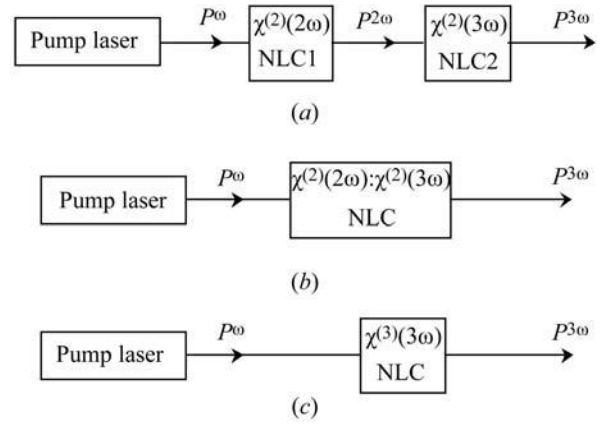 Pump laser
Pω
χ(2)(2ω)
NLC1
P2ω
χ(2)(3ω)
NLC2
P3ω
(a)
Pump laser
Pω
χ(2)(2ω):χ(2)(3ω)
NLC
P3ω
(b)
Pump laser
Pω
χ(3)(3ω)
NLC
P3ω
(c)